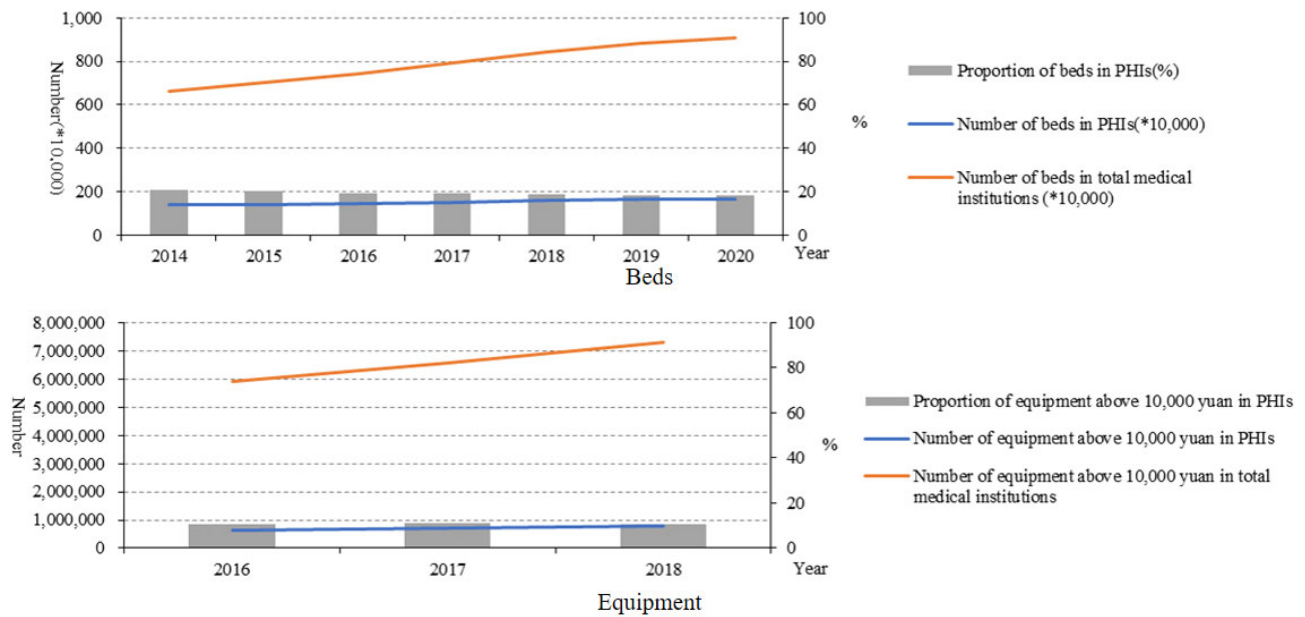 1,000
800
600
400
200
0
Number(*10,000)
100
80
60
40
20
0
%
2014 2015 2016 2017 2018 2019 2020 Year
Beds
Proportion of beds in PHIs(%)
Number of beds in PHIs(*10,000)
Number of beds in total medical
institutions (*10,000)
8,000,000
7,000,000
6,000,000
5,000,000
4,000,000
3,000,000
2,000,000
1,000,000
0
Number
100
80
60
40
20
0
%
2016 2017 2018 Year
Equipment
Proportion of equipment above 10,000 yuan in PHIs
Number of equipment above 10,000 yuan in PHIs
Number of equipment above 10,000 yuan in total
medical institutions